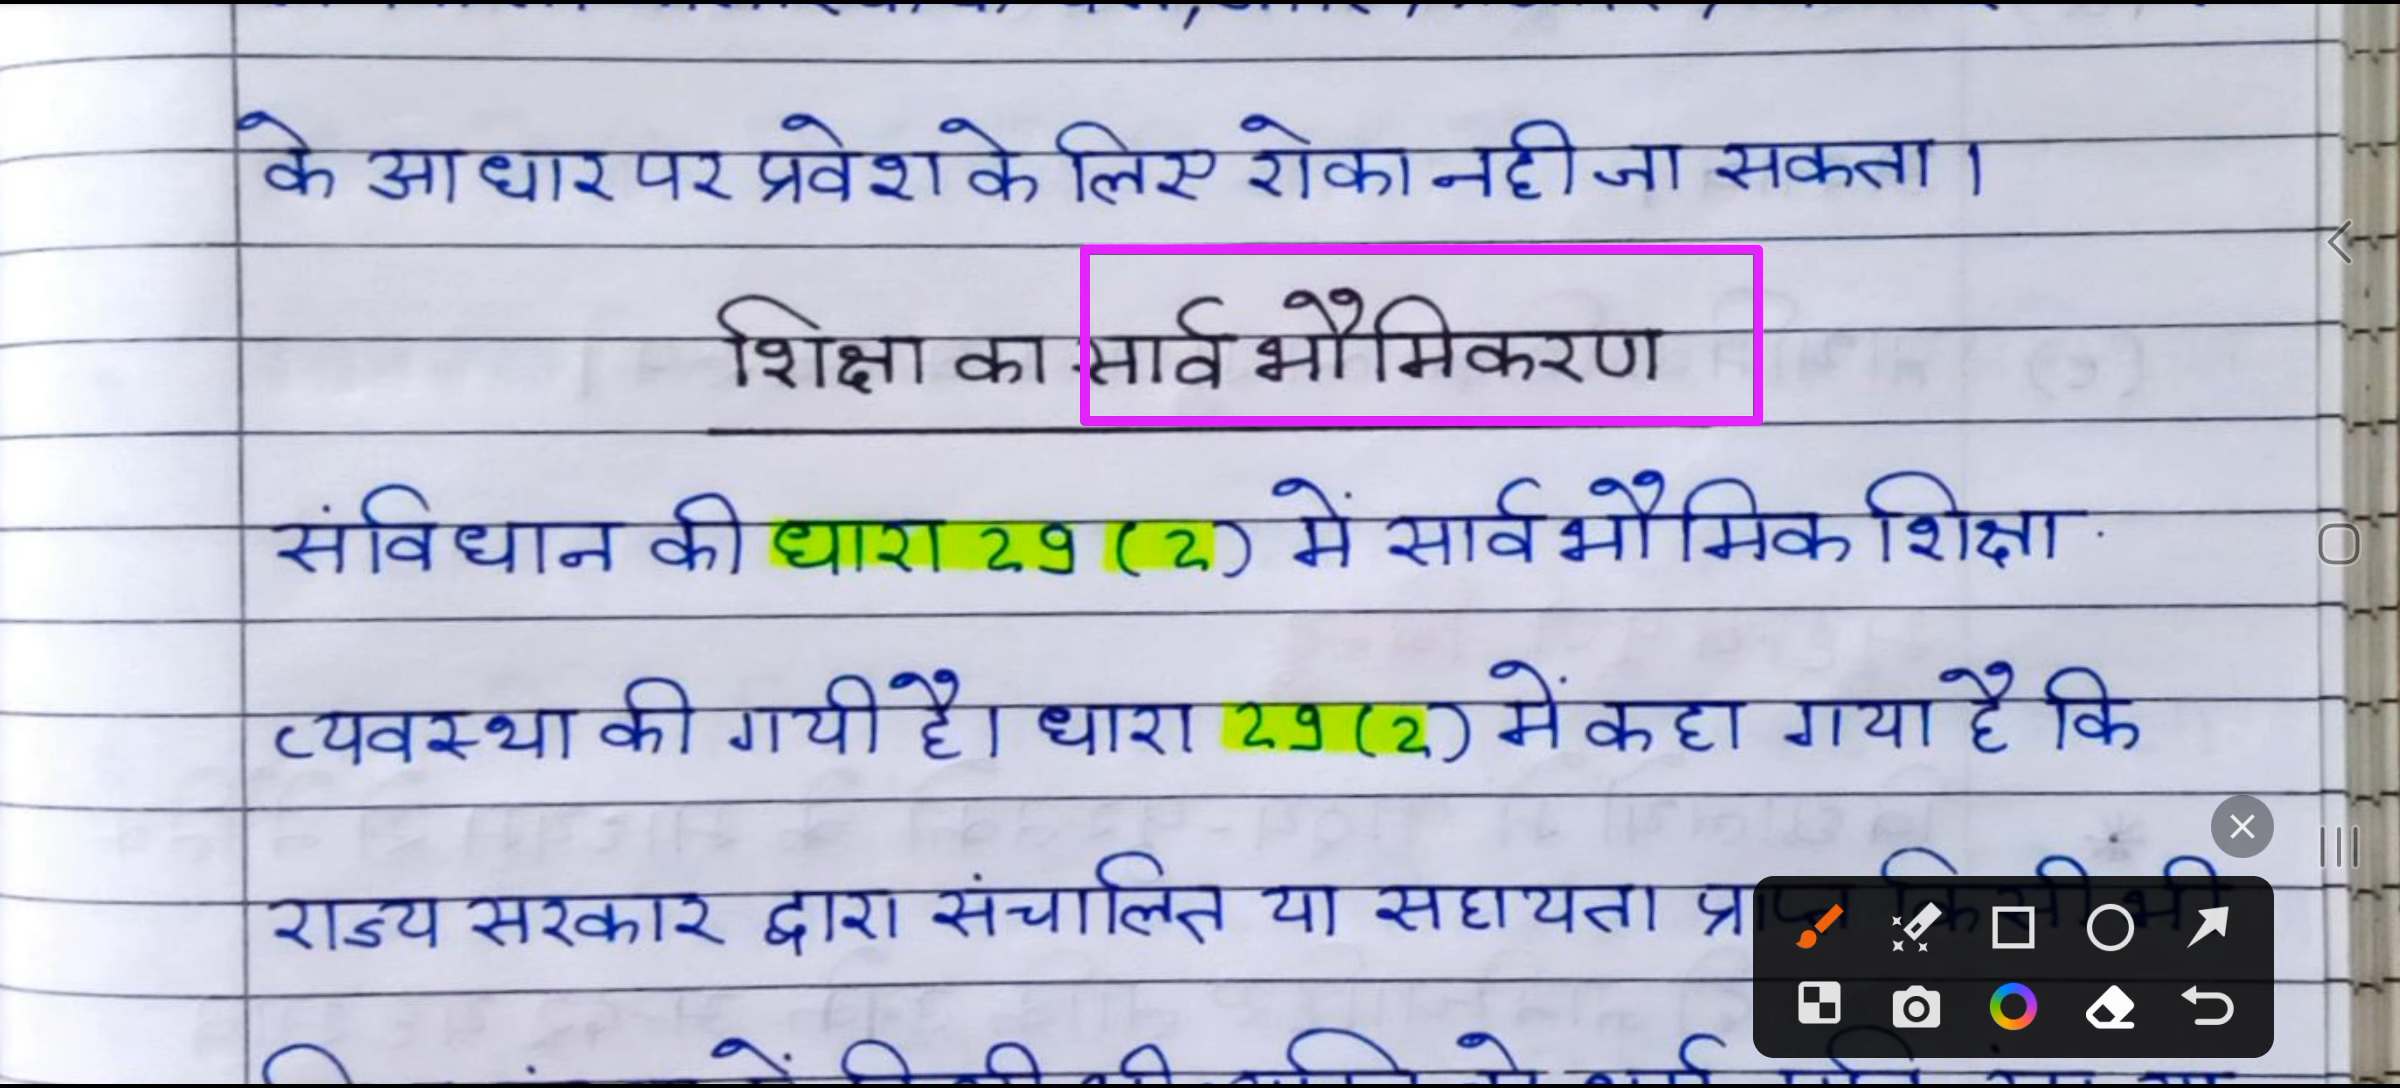 के आधार पर प्रवेश के लिए रोका नही जा सकता ।
शिक्षा का सार्वभौमिकरण
संविधान की धारा 29 (2) में सार्वभौमिक शिक्षा
व्यवस्था की गयी है। धारा 29 (2) में कहा गया है कि
राज्य सरकार द्वारा संचालित या सहायता प्राप्त किसी भी